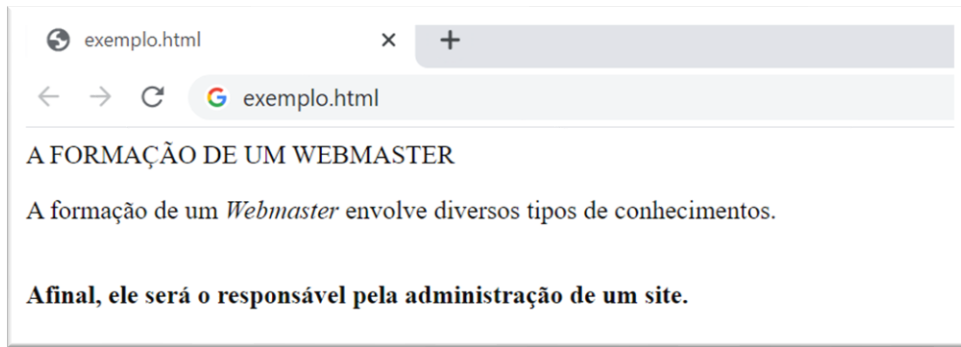 exemplo.html
exemplo.html
A FORMAÇÃO DE UM WEBMASTER
A formação de um Webmaster envolve diversos tipos de conhecimentos.
Afinal, ele será o responsável pela administração de um site.